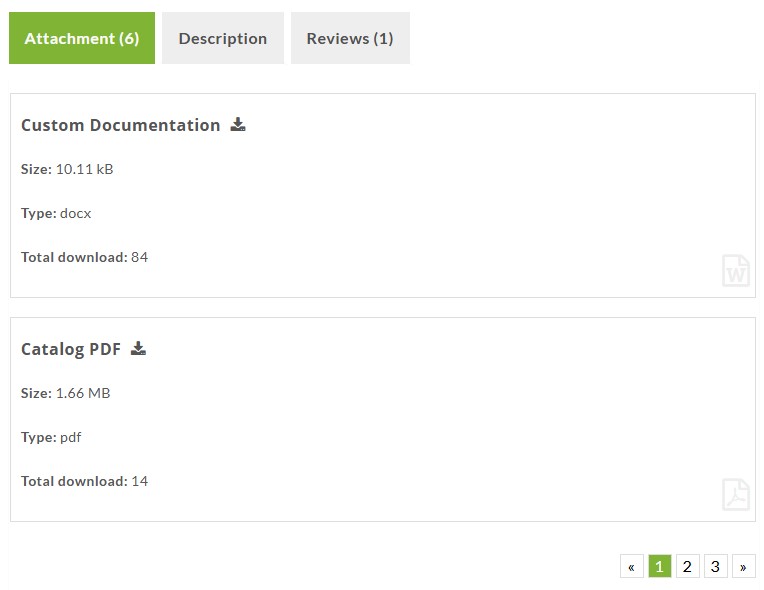 Attachment (6) Description Reviews (1)
Custom Documentation
Size: 10.11 kB
Type: docx
Total download: 84
W
Catalog PDF
Size: 1.66 MB
Type: pdf
Total download: 14
« 1 2 3 »